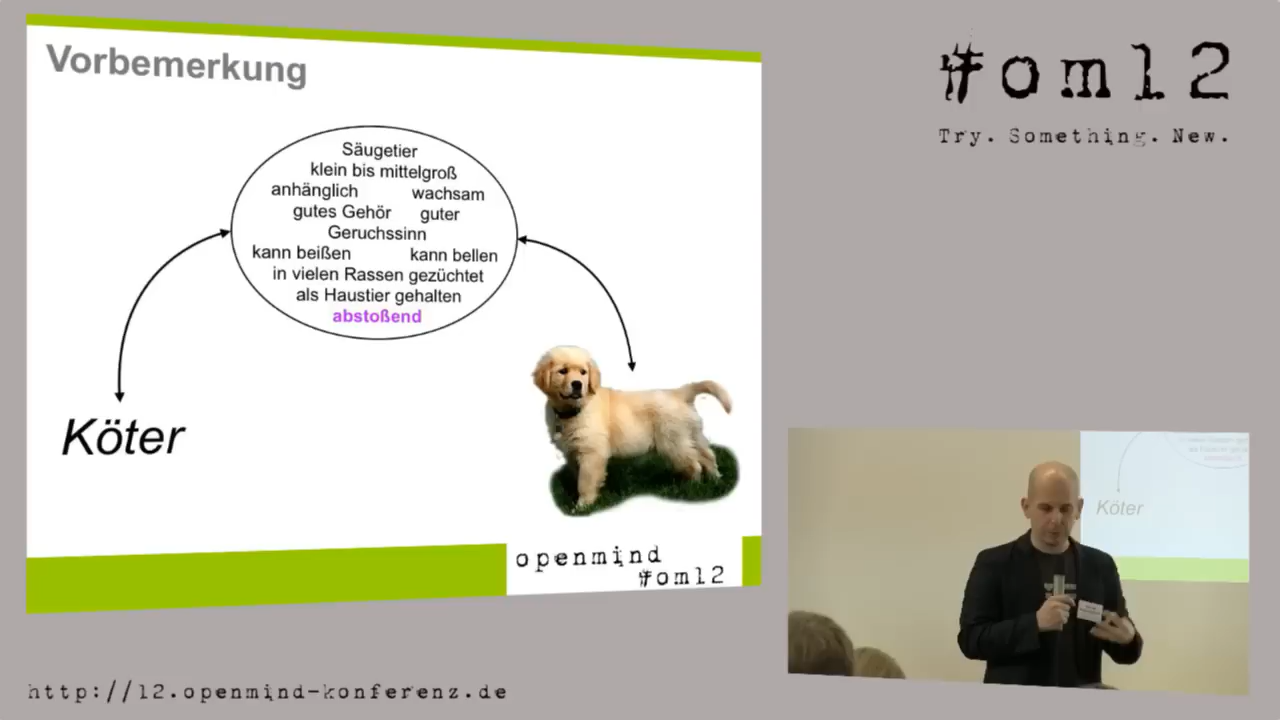 Vorbemerkung
Säugetier
klein bis mittelgroß
anhänglich wachsam
gutes Gehör guter
Geruchssinn
kann beißen kann bellen
in vielen Rassen gezüchtet
als Haustier gehalten
abstoßend
Köter
openmind
#om12
#om12
Try. Something. New.
Köter
http://12.openmind-konferenz.de